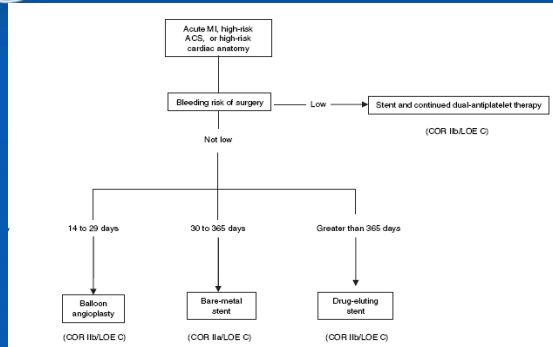 Acute MI, high-risk
ACS, or high-risk
cardiac anatomy
Bleeding risk of surgery
Low
Stent and continued dual-antiplatelet therapy
(COR IIb/LOE C)
Not low
14 to 29 days
30 to 365 days
Greater than 365 days
Balloon
angioplasty
Bare-metal
stent
Drug-eluting
stent
(COR IIb/LOE C)
(COR IIa/LOE C)
(COR IIb/LOE C)